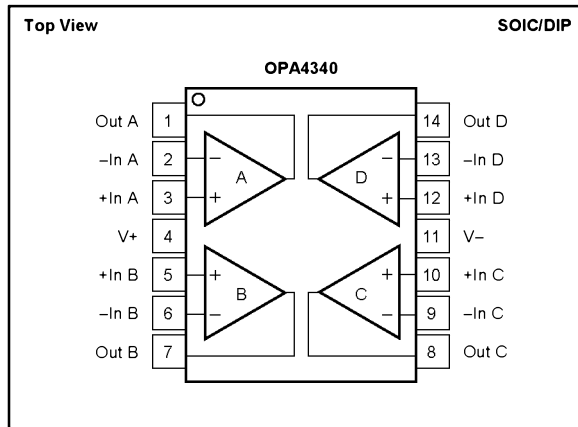 Top View SOIC/DIP
OPA4340
Out A 1 14 Out D
–In A 2 – – 13 –In D
A D
+In A 3 + + 12 +In D
V+ 4 11 V–
+In B 5 + + 10 +In C
B C
–In B 6 – – 9 –In C
Out B 7 8 Out C